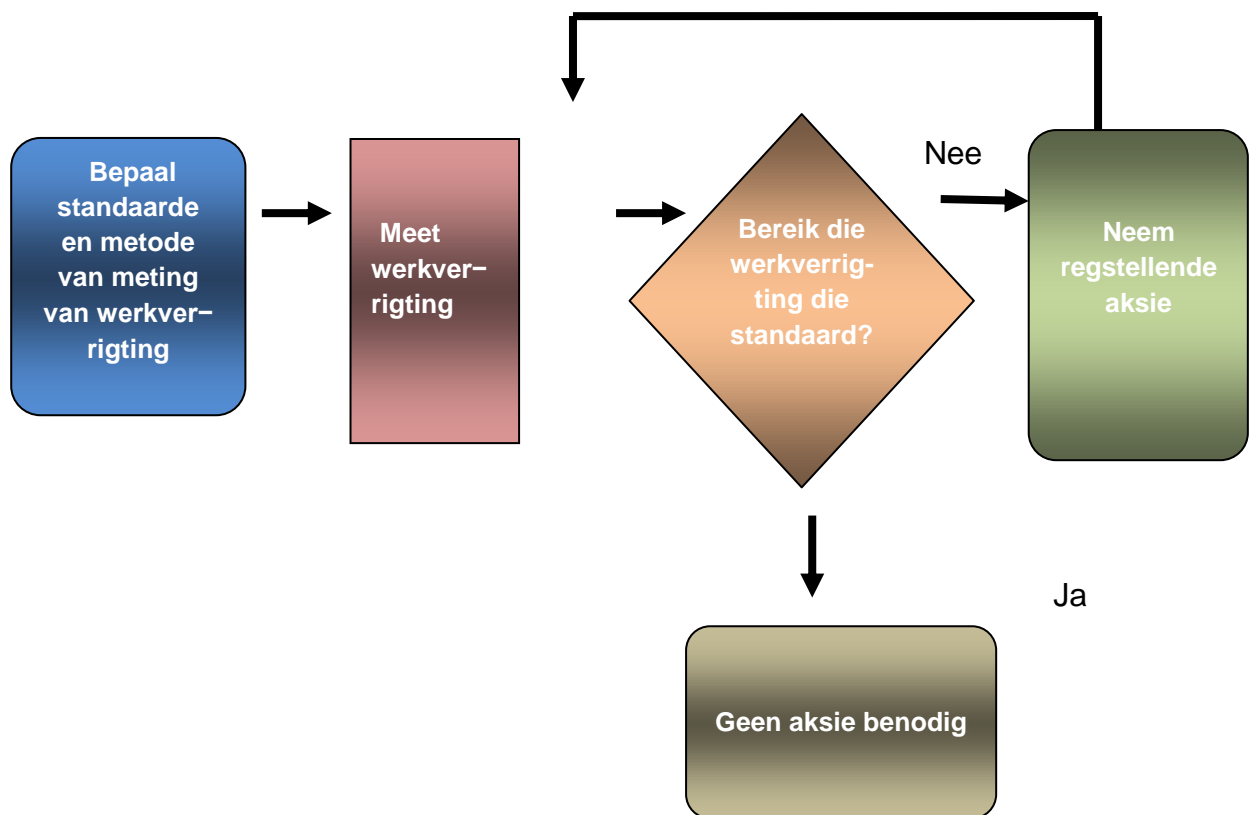 Bepaal
standaarde
en metode
van meting
van werkver–
rigting
Meet
werkver–
rigting
Bereik die
werkverrig-
ting die
standaard?
Nee
Neem
regstellende
aksie
Ja
Geen aksie benodig